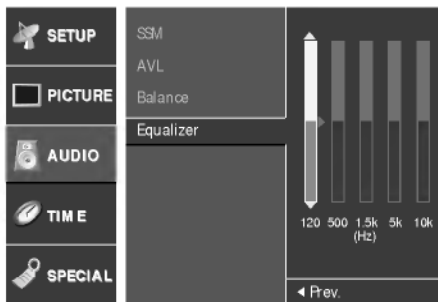 SETUP
PICTURE
AUDIO
TIME
SPECIAL
SSM
AVL
Balance
Equalizer
120 500 1.5k 5k 10k
(Hz)
◀ Prev.